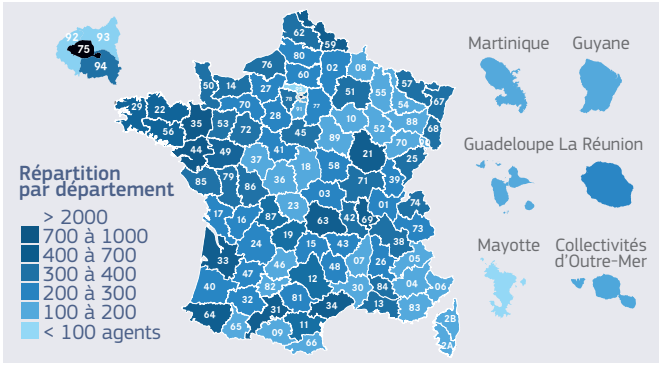 92 93
75
94
Martinique Guyane
Guadeloupe La Réunion
Mayotte Collectivités
d'Outre-Mer
Répartition
par département
> 2000
700 à 1000
400 à 700
300 à 400
200 à 300
100 à 200
< 100 agents
62
59
80
76 02 08
60
50 14 27 51 55 57 67
78 77 54
91
29 22 61 70 10 88 68
35 53 72 28 52
56 45 89 70 90
44 49 41 21 25
37 18 58
85 79 36 71 39
86 03
17 16 87 23 01 74
63 42 69
19 73
24 15 43 38
33 46 07 26 05
40 47 48
82 12 30 84 04 06
32 81 34 13 83
64 31
65 09 11 2B
66 2A